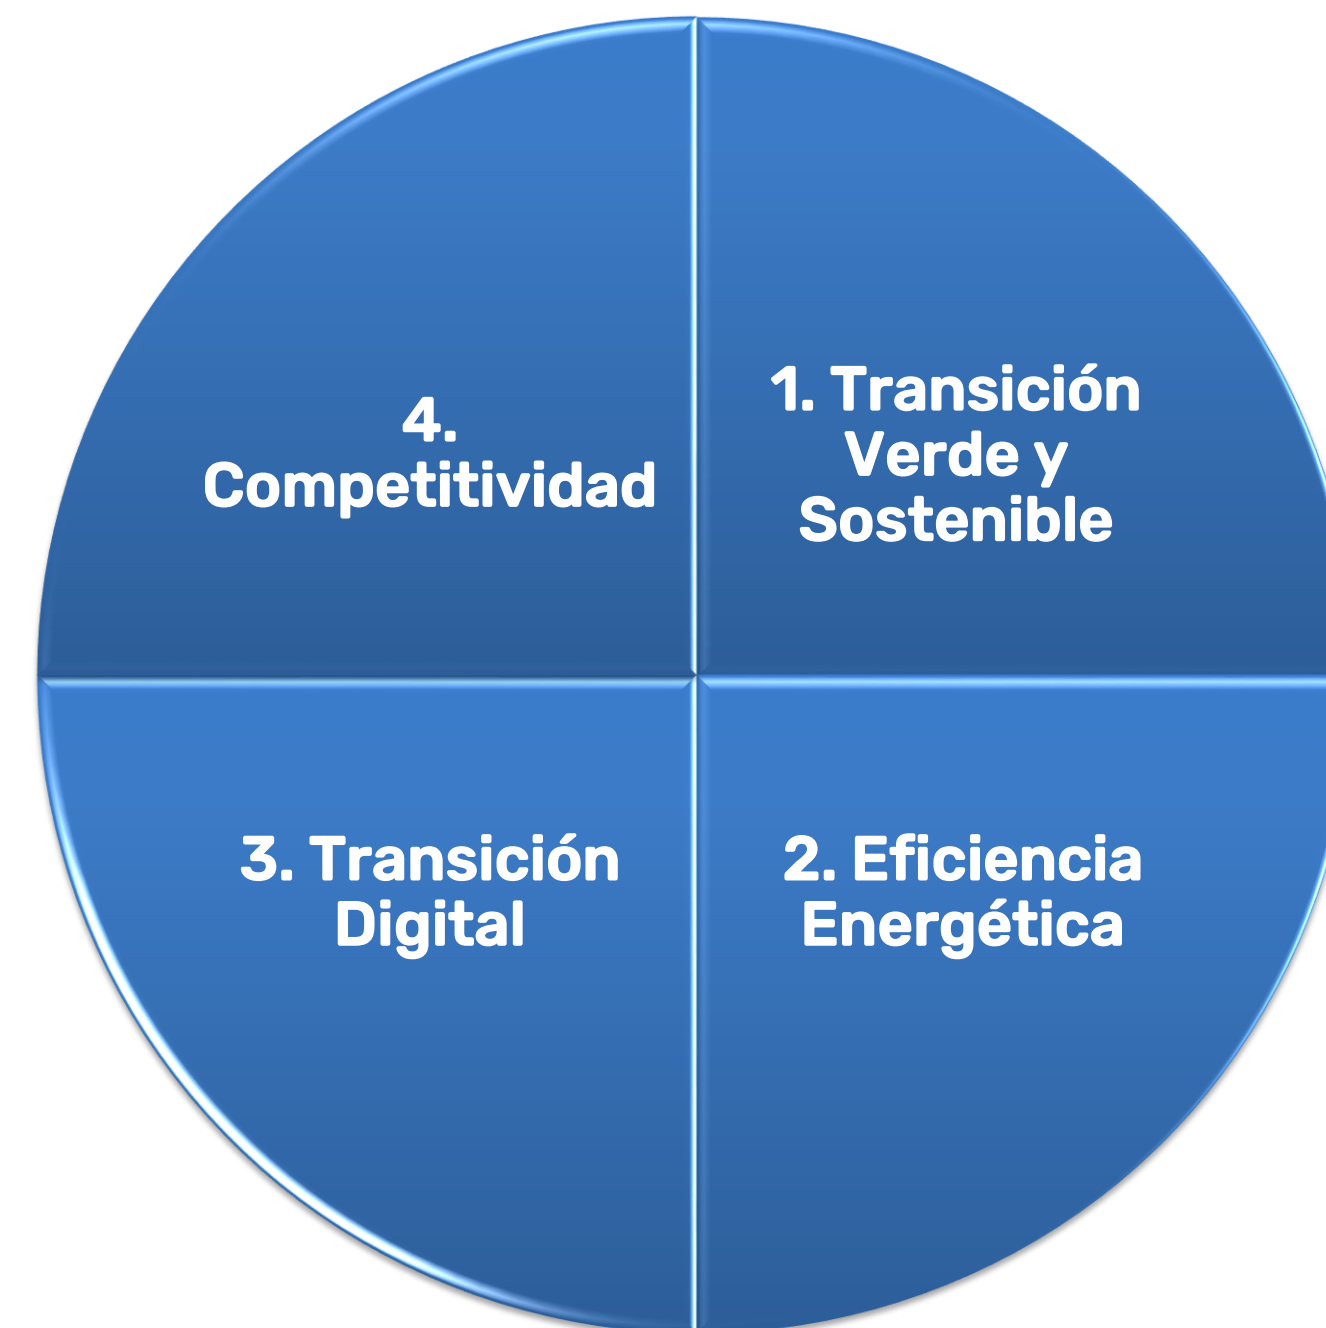 1. Transición
Verde y
Sostenible
2. Eficiencia
Energética
3. Transición
Digital
4.
Competitividad